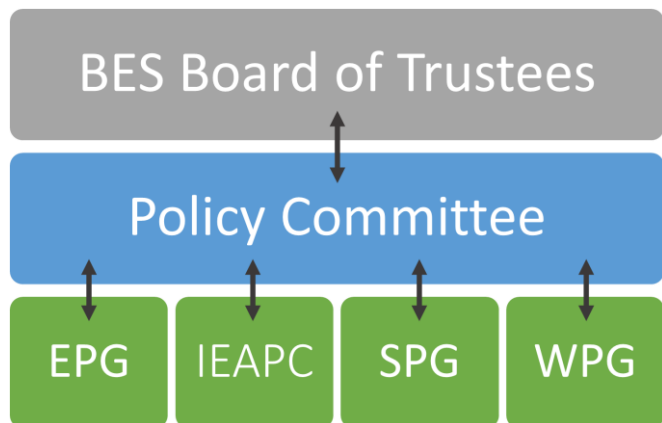 BES Board of Trustees
Policy Committee
EPG IEAPC SPG WPG